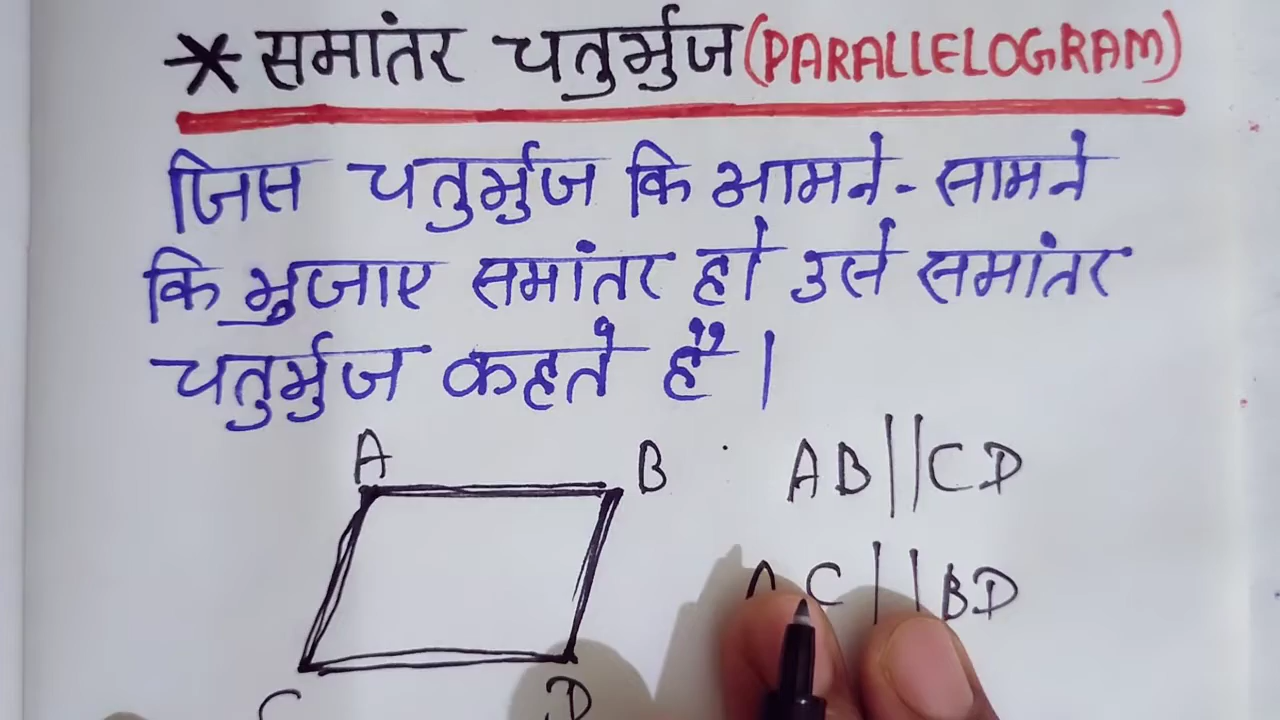 * समांतर चतुर्भुज (PARALLELOGRAM)
जिस चतुर्भुज कि आमने-सामने
कि भुजाए समांतर हो उसे समांतर
चतुर्भुज कहते हैं।
A B AB||CD
AC||BD
C D